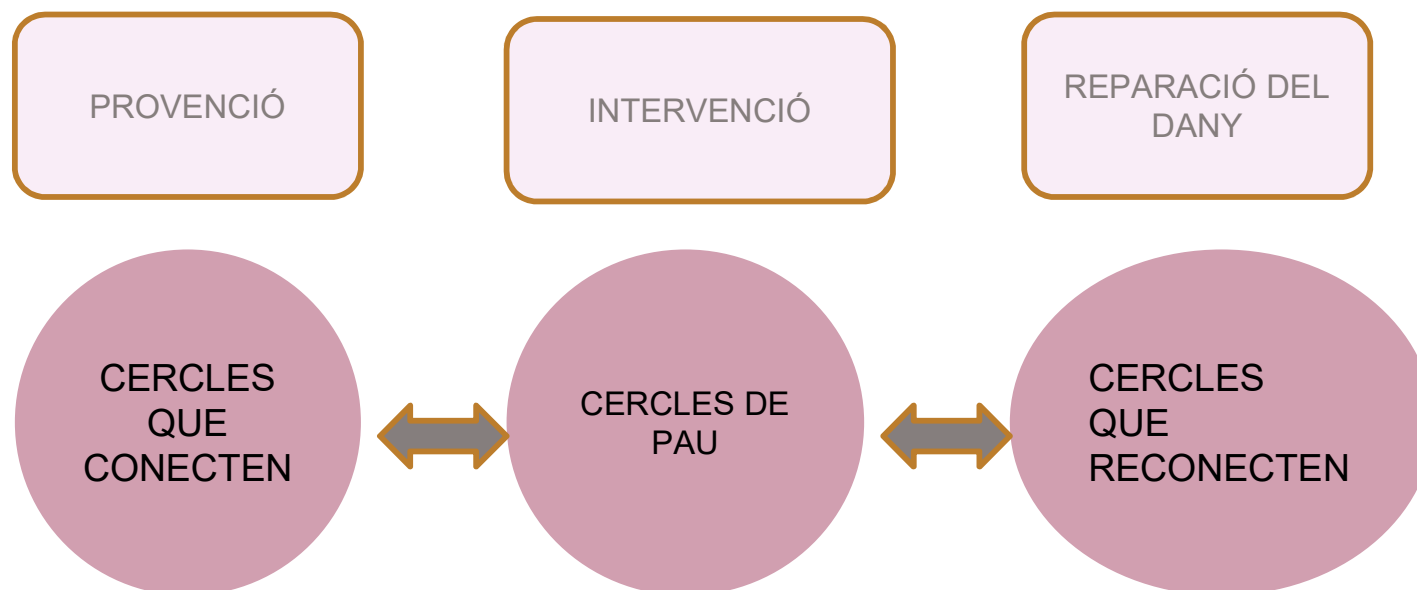 PROVENCIÓ
INTERVENCIÓ
REPARACIÓ DEL
DANY
CERCLES
QUE
CONECTEN
CERCLES DE
PAU
CERCLES
QUE
RECONECTEN